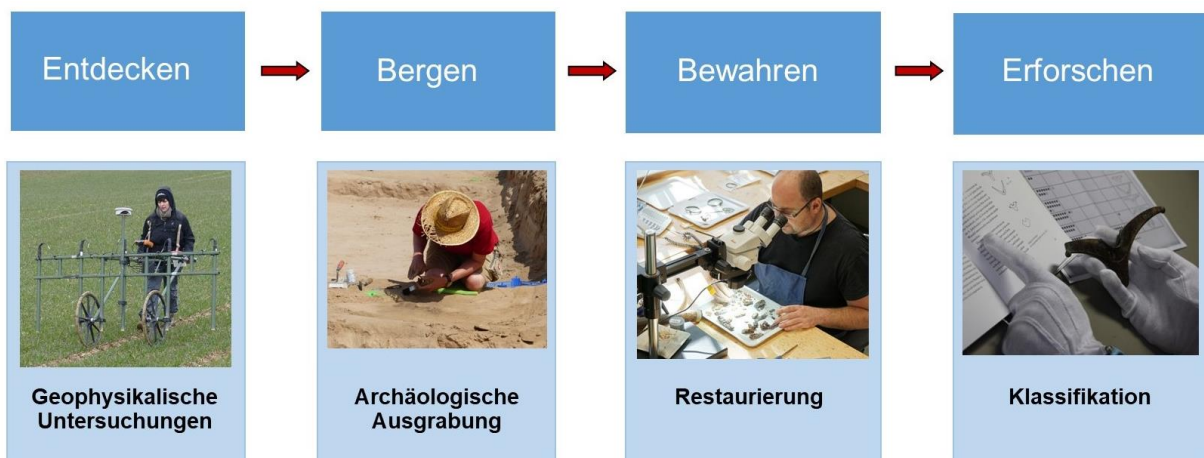 Entdecken
Bergen
Bewahren
Erforschen
Geophysikalische
Untersuchungen
Archäologische
Ausgrabung
Restaurierung
Klassifikation